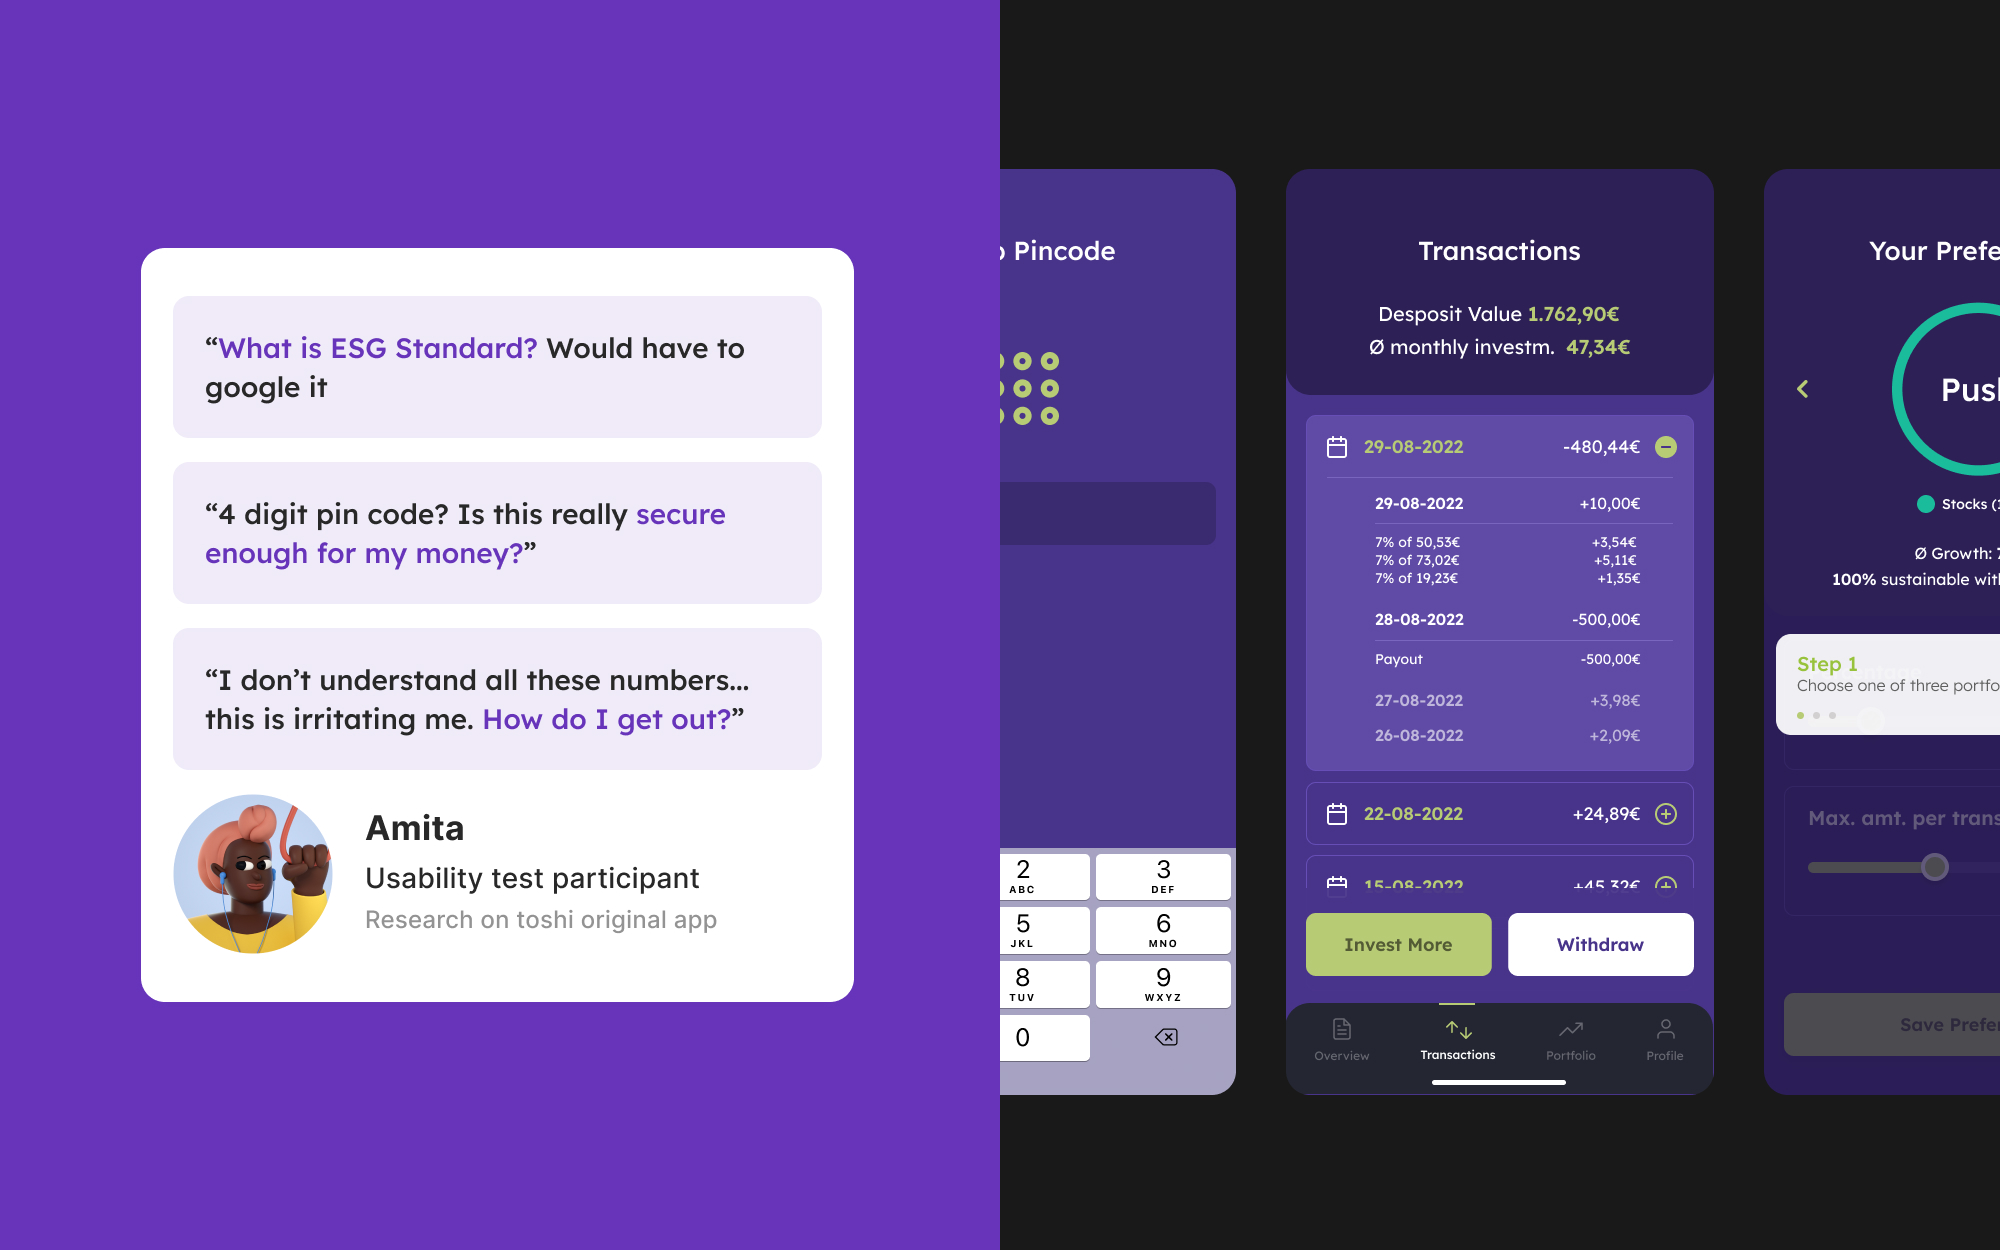 “What is ESG Standard? Would have to
google it
“4 digit pin code? Is this really secure
enough for my money?”
“I don’t understand all these numbers...
this is irritating me. How do I get out?”
Amita
Usability test participant
Research on toshi original app
Pincode
2
ABC
3
DEF
5
JKL
6
MNO
8
TUV
9
WXYZ
0
Transactions
Desposit Value 1.762,90€
Ø monthly investm. 47,34€
29-08-2022 -480,44€
29-08-2022 +10,00€
7% of 50,53€ +3,54€
7% of 73,02€ +5,11€
7% of 19,23€ +1,35€
28-08-2022 -500,00€
Payout -500,00€
27-08-2022 +3,98€
26-08-2022 +2,09€
22-08-2022 +24,89€
15-08-2022 +45,32€
Invest More Withdraw
Overview Transactions Portfolio Profile
Your Prefe
Pus
Stocks (
Ø Growth:
100% sustainable with
Step 1
Choose one of three portfo
Max. amt. per trans
Save Prefe